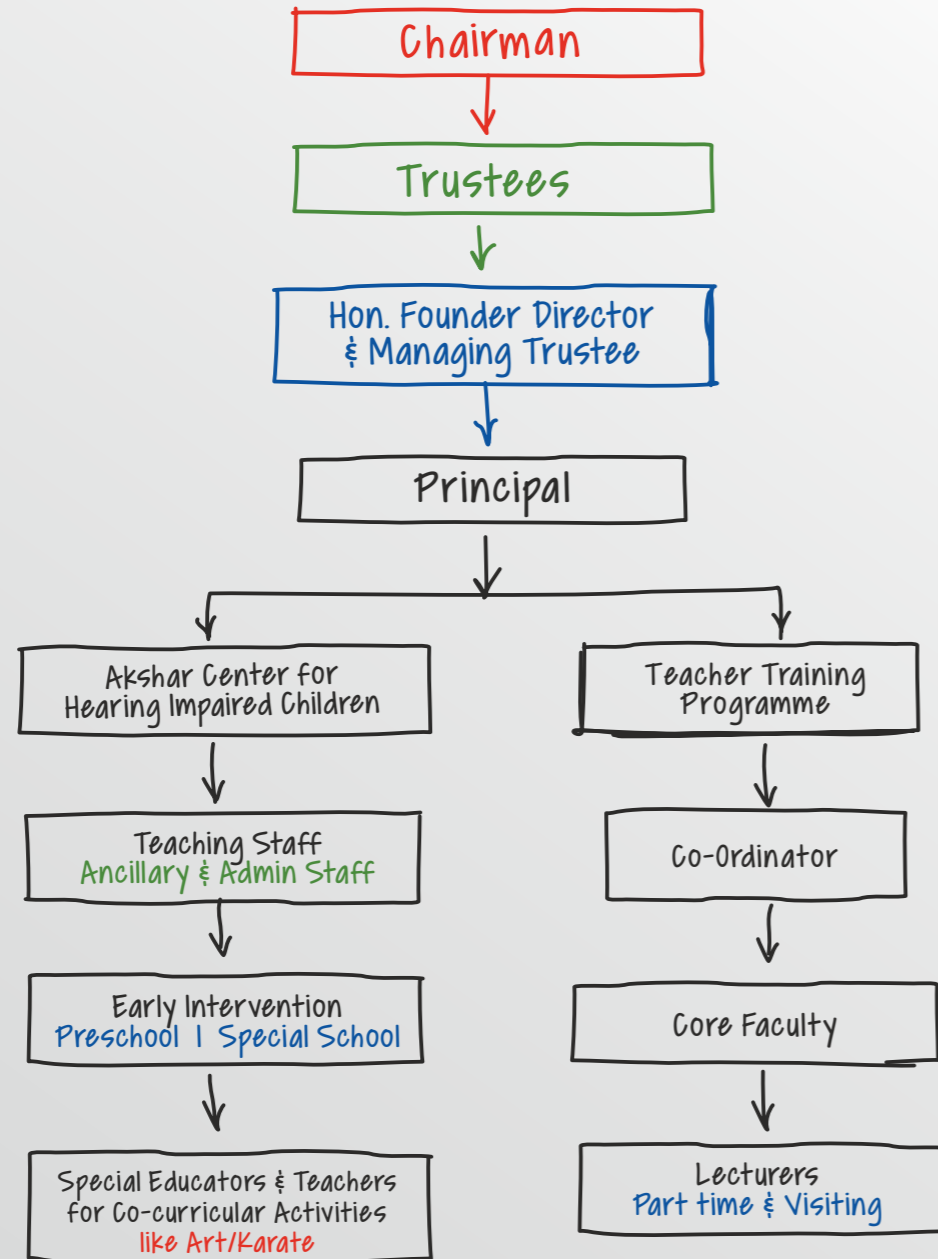 Chairman
Trustees
Hon. Founder Director
& Managing Trustee
Principal
Akshar Center for
Hearing Impaired Children
Teaching Staff
Ancillary & Admin Staff
Early Intervention
Preschool | Special School
Special Educators & Teachers
for Co-curricular Activities
like Art/Karate
Teacher Training
Programme
Co-Ordinator
Core Faculty
Lecturers
Part time & Visiting